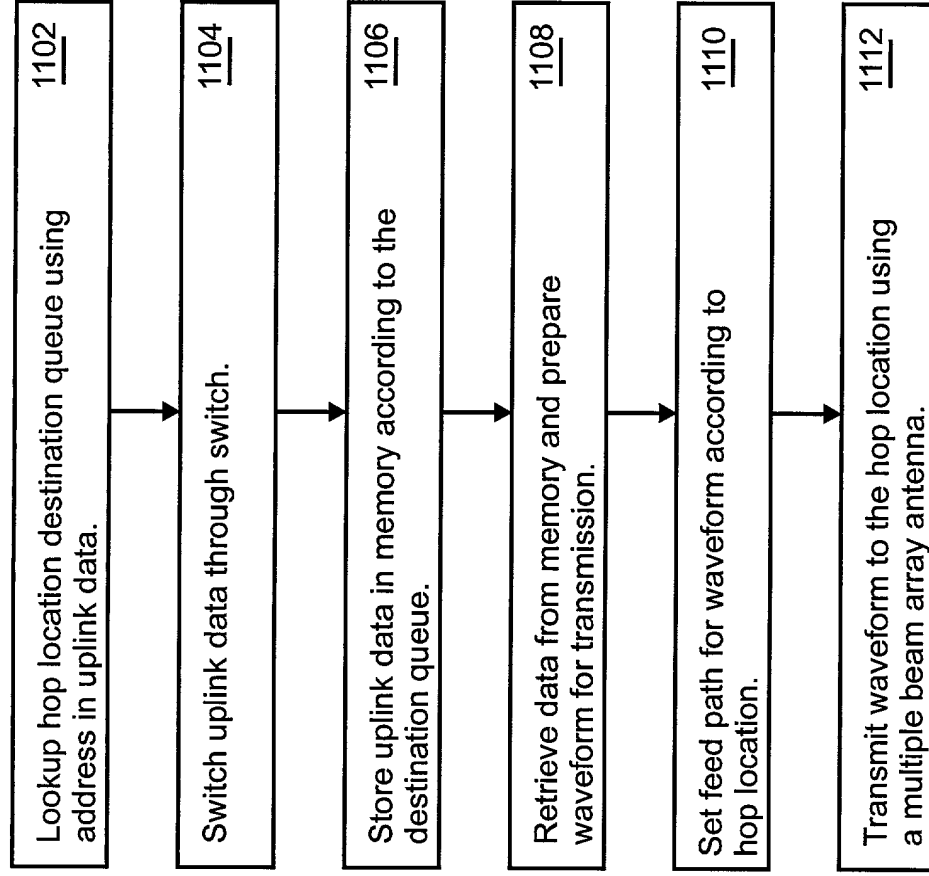 Lookup hop location destination queue using
address in uplink data.
1102
Switch uplink data through switch.
1104
Store uplink data in memory according to the
destination queue.
1106
Retrieve data from memory and prepare
waveform for transmission.
1108
Set feed path for waveform according to
hop location.
1110
Transmit waveform to the hop location using
a multiple beam array antenna.
1112